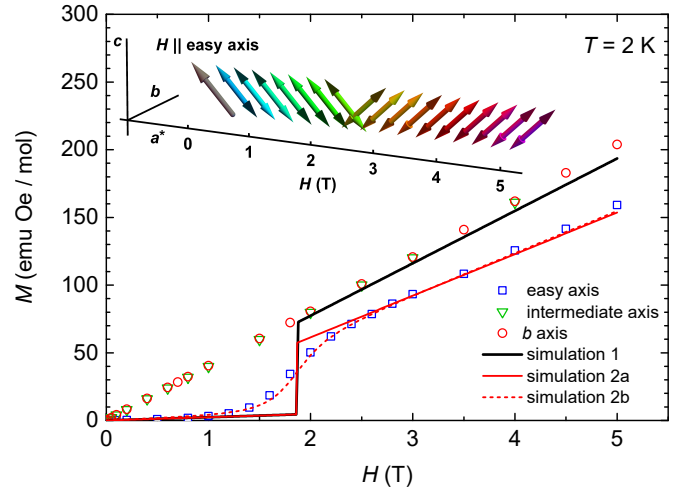 300
250
200
150
100
50
0
M (emu Oe / mol)
0
1
2
3
4
5
H (T)
T = 2 K
H || easy axis
c
b
a*
0
1
2
3
4
5
H (T)
easy axis
intermediate axis
b axis
simulation 1
simulation 2a
simulation 2b